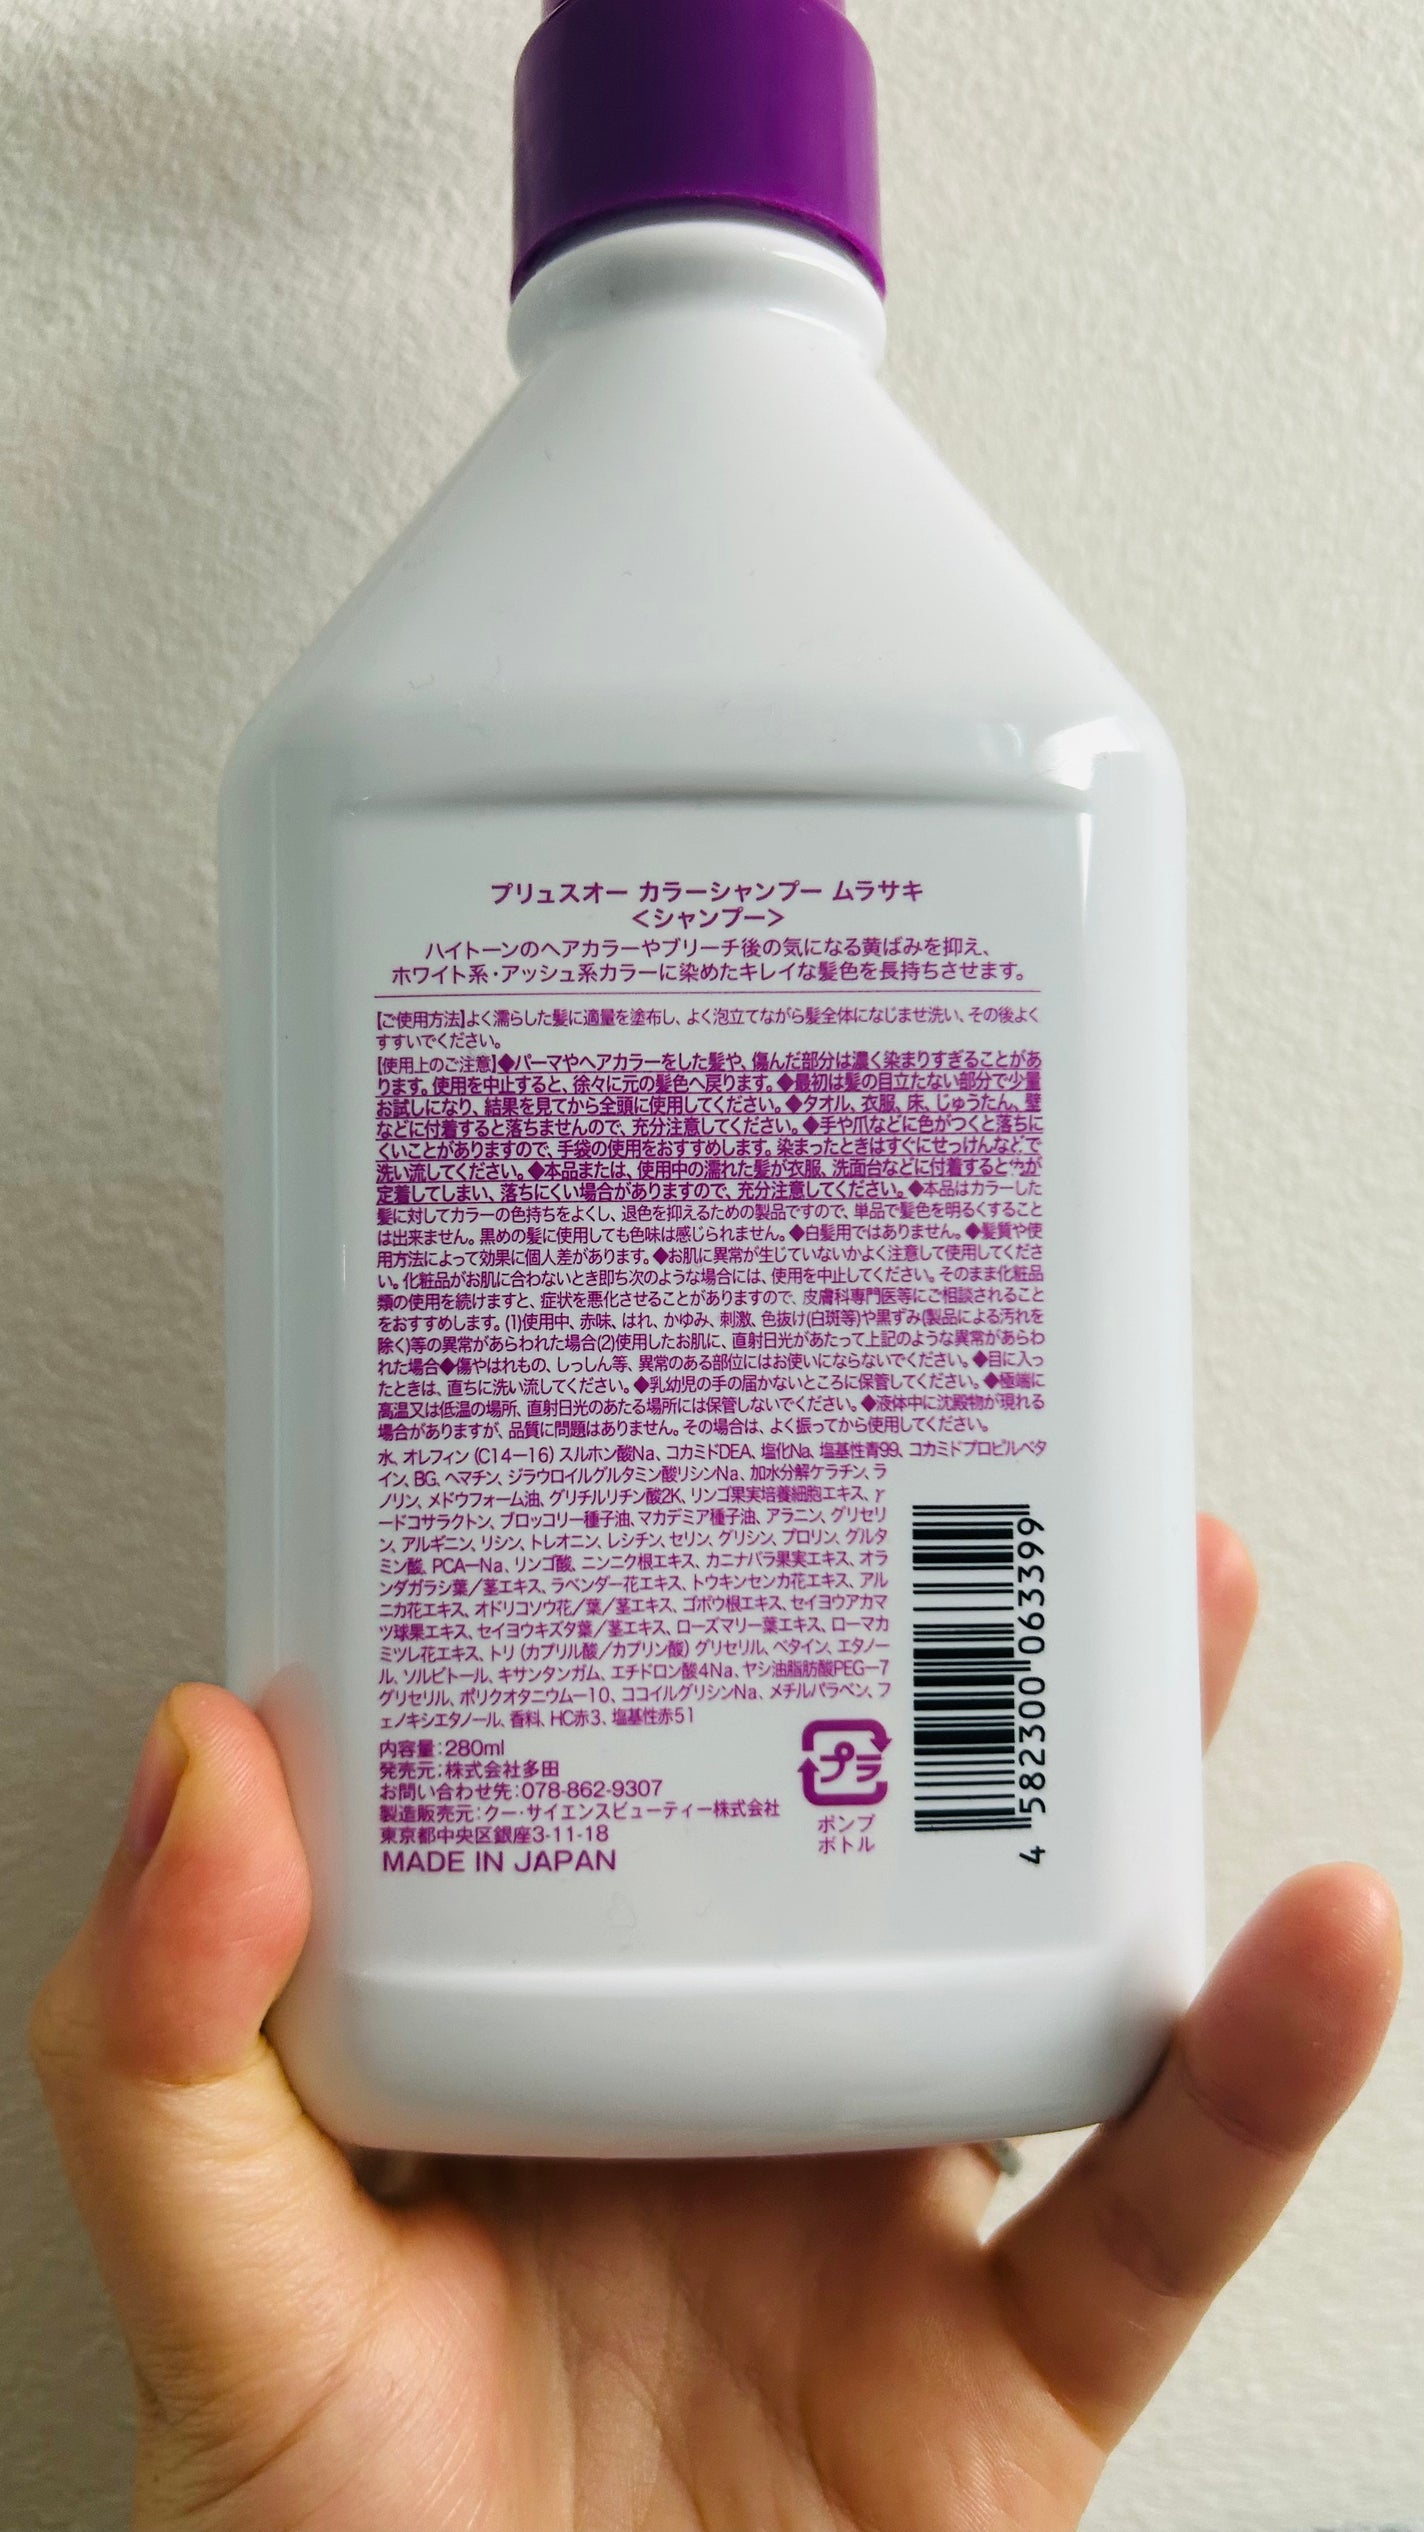 プリュスオー カラーシャンプー ムラサキ
<シャンプー>
ハイトーンのヘアカラーやブリーチ後の気になる黄ばみを抑え、
ホワイト系・アッシュ系カラーに染めたキレイな髪色を長持ちさせます。
【ご使用方法】よく濡らした髪に適量を塗布し、よく泡立てながら髪全体になじませ洗い、その後よく
すすいでください。
【使用上のご注意】◆パーマやヘアカラーをした髪や、傷んだ部分は濃く染まりすぎることがあ
ります。使用を中止すると、徐々に元の髪色へ戻ります。◆最初は髪の目立たない部分で少量
お試しになり、結果を見てから全頭に使用してください。◆タオル、衣服、床、じゅうたん、壁
などに付着すると落ちませんので、充分注意してください。◆手や爪などに色がつくと落ちに
くいことがありますので、手袋の使用をおすすめします。染まったときはすぐにせっけんなどで
洗い流してください。◆本品または、使用中の濡れた髪が衣服、洗面台などに付着すると色が
定着してしまい、落ちにくい場合がありますので、充分注意してください。◆本品はカラーした
髪に対してカラーの色持ちをよくし、退色を抑えるための製品ですので、単品で髪色を明るくすること
は出来ません。黒めの髪に使用しても色味は感じられません。◆白髪用ではありません。◆髪質や使
用方法によって効果に個人差があります。◆お肌に異常が生じていないかよく注意して使用してくださ
い。化粧品がお肌に合わないとき即ち次のような場合には、使用を中止してください。そのまま化粧品
類の使用を続けますと、症状を悪化させることがありますので、皮膚科専門医等にご相談されること
をおすすめします。(1)使用中、赤味、はれ、かゆみ、刺激、色抜け(白斑等)や黒ずみ(製品による汚れを
除く)等の異常があらわれた場合(2)使用したお肌に、直射日光があたって上記のような異常があらわ
れた場合◆傷やはれもの、しっしん等、異常のある部位にはお使いにならないでください。◆目に入っ
たときは、直ちに洗い流してください。◆乳幼児の手の届かないところに保管してください。◆極端に
高温又は低温の場所、直射日光のあたる場所には保管しないでください。◆液体中に沈殿物が現れる
場合がありますが、品質に問題はありません。その場合は、よく振ってから使用してください。
水、オレフィン(C14ー16)スルホン酸Na、コカミドDEA、塩化Na、塩基性青99、コカミドプロピルベタ
イン、BG、ヘマチン、ジラウロイルグルタミン酸リシンNa、加水分解ケラチン、ラ
ノリン、メドウフォーム油、グリチルリチン酸2K、リンゴ果実培養細胞エキス、γ
ードコサラクトン、ブロッコリー種子油、マカデミア種子油、アラニン、グリセリ
ン、アルギニン、リシン、トレオニン、レシチン、セリン、グリシン、プロリン、グルタ
ミン酸、PCAーNa、リンゴ酸、ニンニク根エキス、カニナバラ果実エキス、オラ
ンダガラシ葉/茎エキス、ラベンダー花エキス、トウキンセンカ花エキス、アル
ニカ花エキス、オドリコソウ花/葉/茎エキス、ゴボウ根エキス、セイヨウアカマ
ツ球果エキス、セイヨウキズタ葉/茎エキス、ローズマリー葉エキス、ローマカ
ミツレ花エキス、トリ(カプリル酸/カプリン酸)グリセリル、ベタイン、エタノー
ル、ソルビトール、キサンタンガム、エチドロン酸4Na、ヤシ油脂肪酸PEGー7
グリセリル、ポリクオタニウムー10、ココイルグリシンNa、メチルパラベン、フ
ェノキシエタノール、香料、HC赤3、塩基性赤51
内容量:280ml
発売元:株式会社多田
お問い合わせ先:078-862-9307
製造販売元:クー・サイエンスビューティー株式会社
東京都中央区銀座3-11-18
MADE IN JAPAN
プラ
ポンプ
ボトル
4 582300 063399